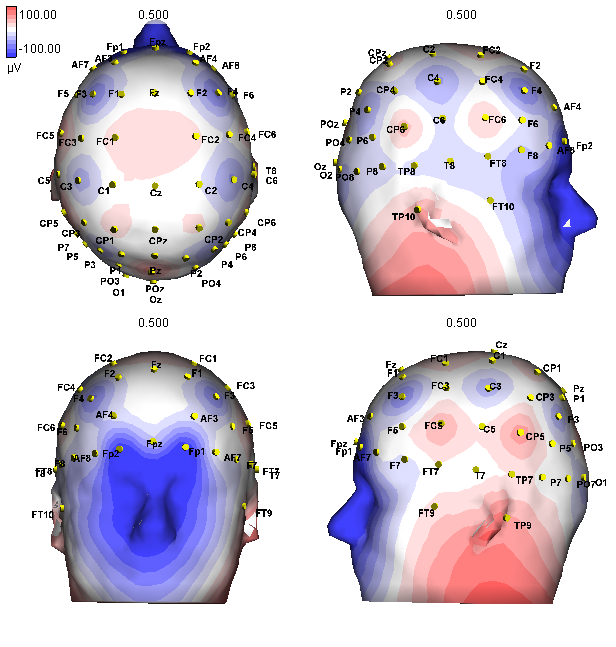 100.00
-100.00
µV
0.500
Fp1 Fpz Fp2
AF7 AF4 AF8
F5 F3 F1 Fz F2 F4 F6
FC5 FC3 FC1 FC2 FC4 FC6
C5 C3 C1 Cz C2 C4 T8 C6
CP5 CP3 CP1 CPz CP2 CP4 CP6
P7 P5 P3 P1 Pz P2 P4 P6 P8
PO3 POz PO4
O1 Oz
0.500
CPz C2 FC2
F2
P2 CP4 C4 FC4 F4
AF4
POz P4 CP6 C6 FC6 F6
PO4 P6 F8 AF8 Fp2
Oz O2 PO8 P8 TP8 T8 FT8
TP10 FT10
0.500
FC2 Fz FC1
F2 F1
FC4 F4 F3 FC3
AF4 AF3
FC6 F6 F5 FC5
Fp2 Fpz Fp1
FT8 T8 F8 AF8 AF7 F7 FT7 T7
FT10 FT9
0.500
Cz
Fz FC1 C1
F1 CP1
F3 FC3 C3 CP3 Pz P1
AF3 P3
F5 FC5 C5 CP5 P5 PO3
Fpz Fp1 AF7 F7 FT7 T7 TP7 P7 PO7 O1
FT9 TP9